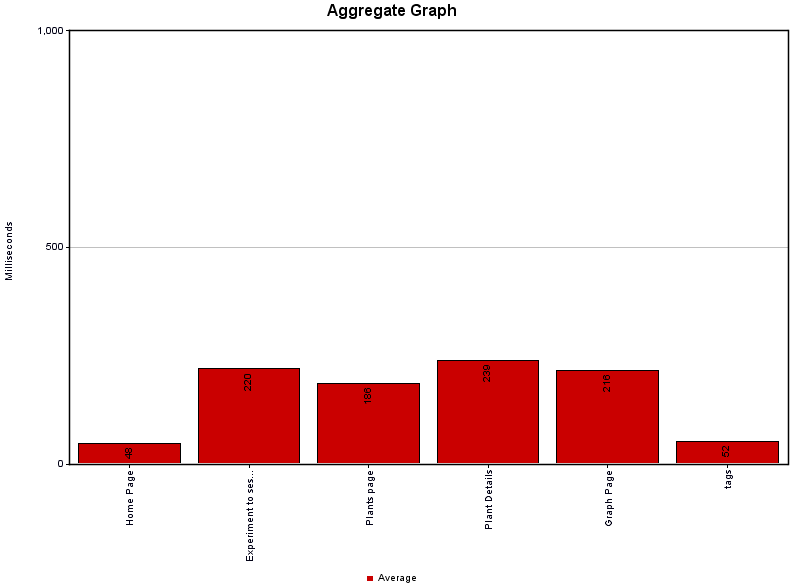 Aggregate Graph
1,000
500
0
Milliseconds
48
220
186
239
216
52
Home Page
Experiment to ses...
Plants page
Plant Details
Graph Page
tags
Average